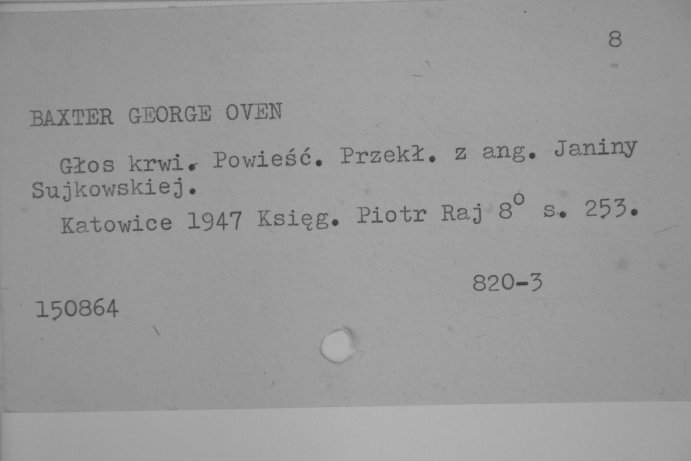 8
BAXTER GEORGE OVEN
Głos krwi. Powieść. Przekł. z ang. Janiny
Sujkowskiej.
Katowice 1947 Księg. Piotr Raj 8° s. 253.
820-3
150864